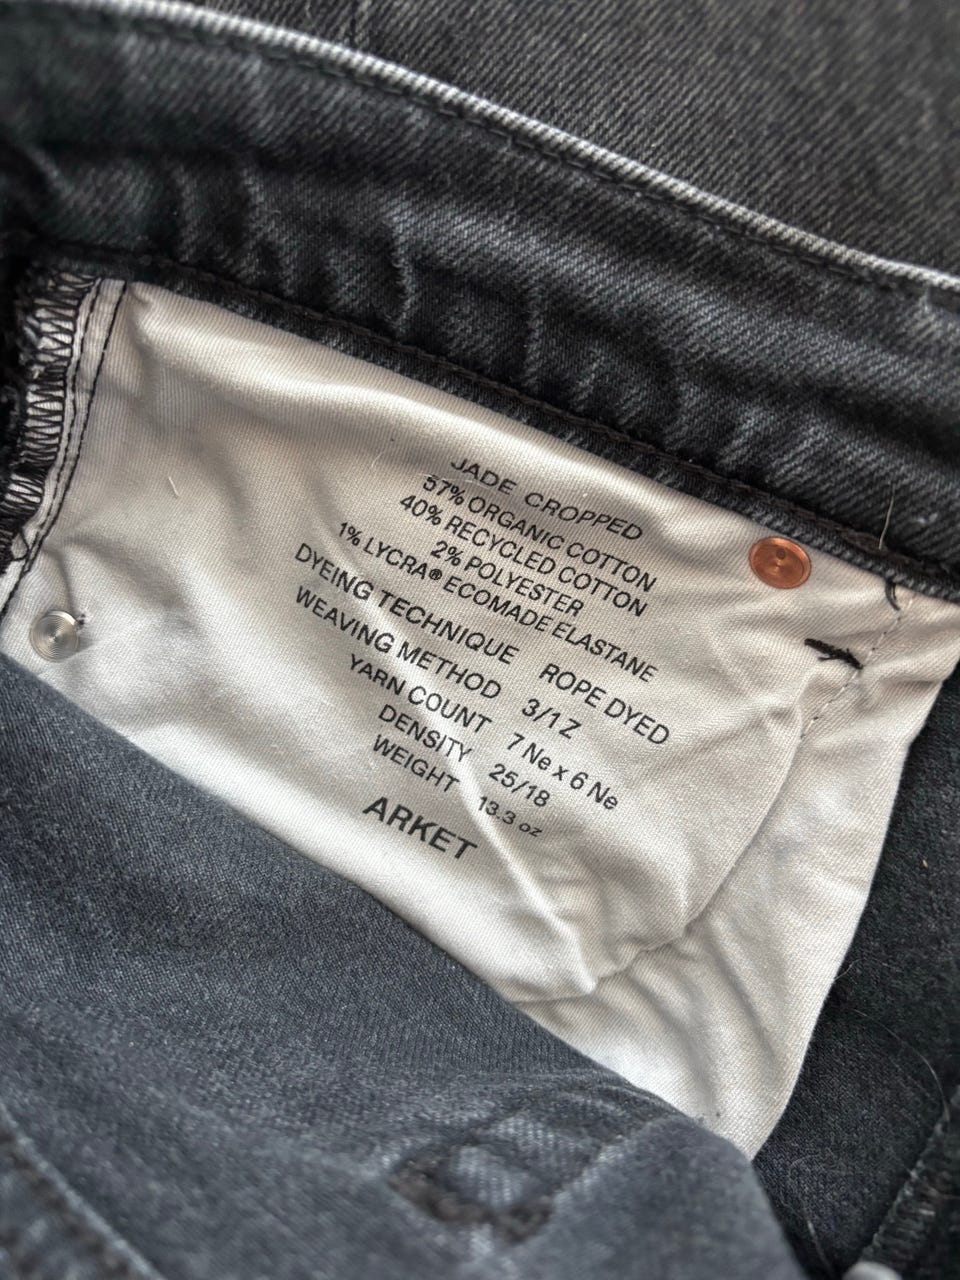 JADE CROPPED
57% ORGANIC COTTON
40% RECYCLED COTTON
2% POLYESTER
1% LYCRA® ECOMADE ELASTANE
DYEING TECHNIQUE ROPE DYED
WEAVING METHOD 3/1 Z
YARN COUNT 7 Ne x 6 Ne
DENSITY 25/18
WEIGHT 13.3 oz
ARKET